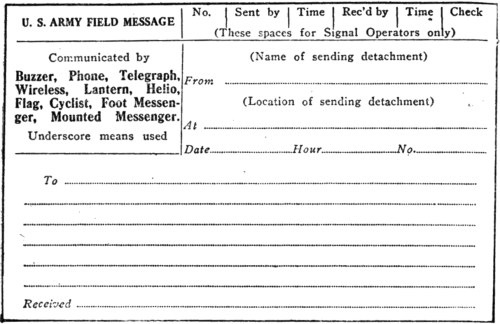 U. S. ARMY FIELD MESSAGE
No. Sent by Time Rec'd by Time Check
(These spaces for Signal Operators only)
Communicated by
Buzzer, Phone, Telegraph,
Wireless, Lantern, Helio,
Flag, Cyclist, Foot Messen-
ger, Mounted Messenger.
Underscore means used
(Name of sending detachment)
From
(Location of sending detachment)
At
Date Hour No.
To
Received